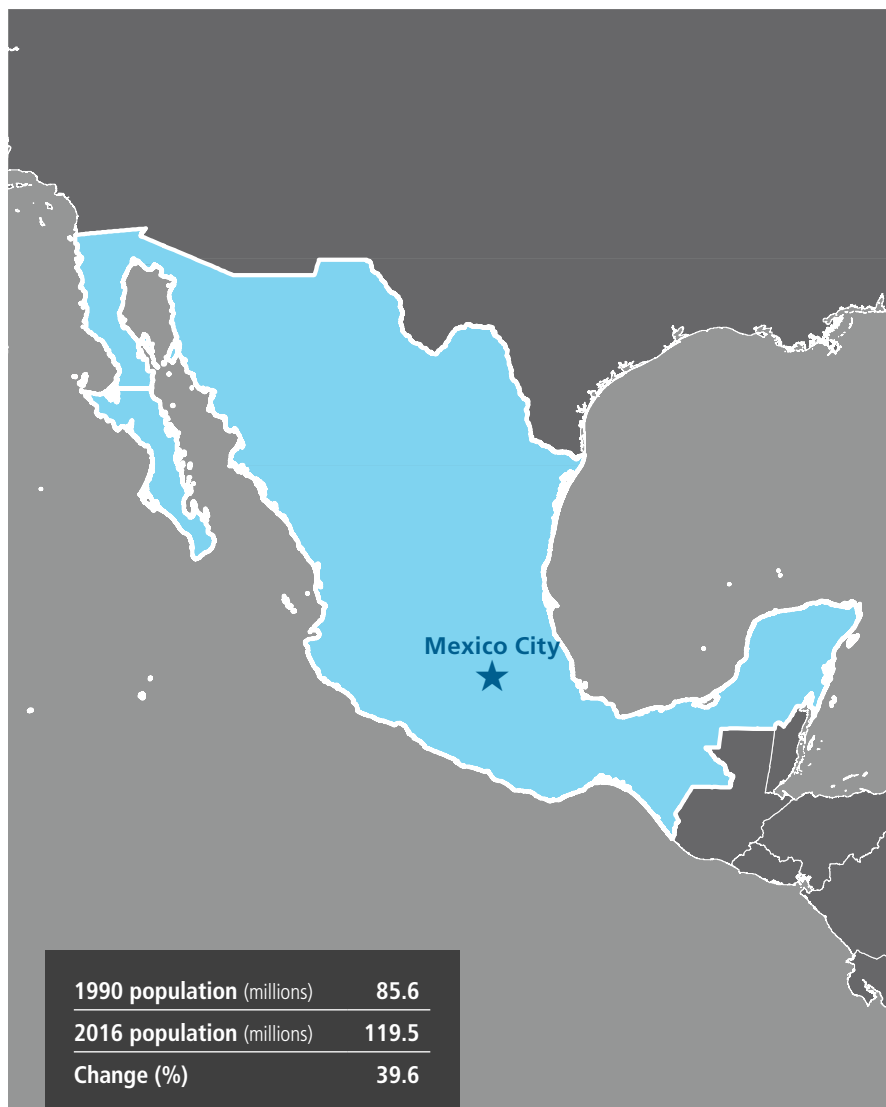 Mexico City
1990 population (millions) 85.6
2016 population (millions) 119.5
Change (%) 39.6